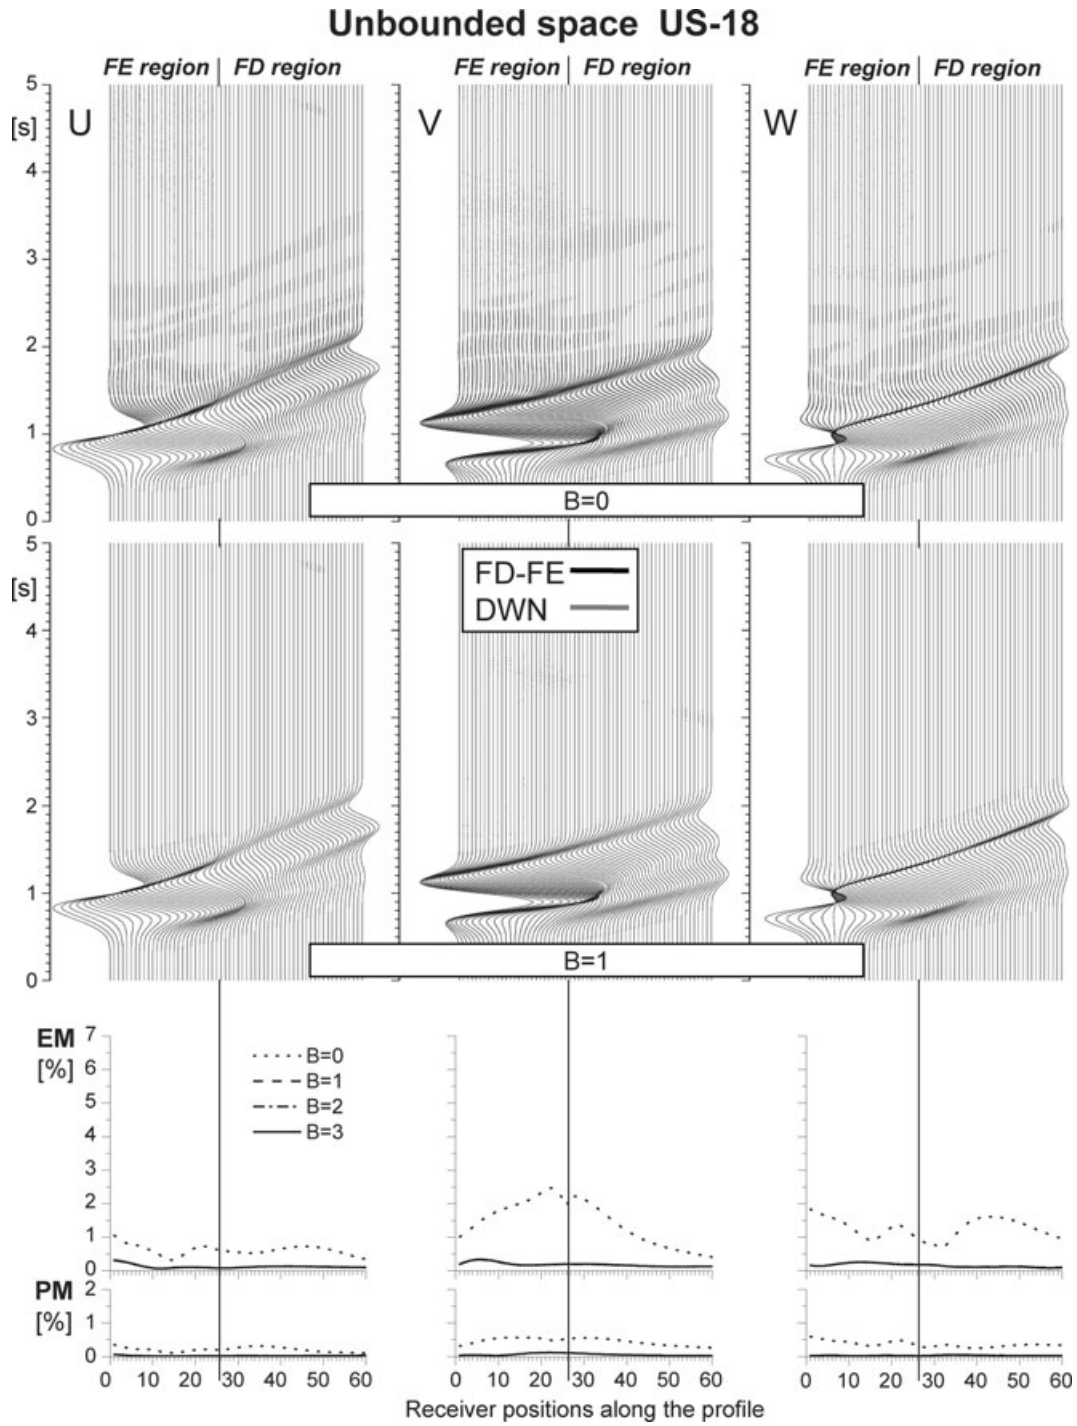 Unbounded space US-18
FE region | FD region FE region | FD region FE region | FD region
5
[s] U V W
4
3
2
1
0
B=0
5
[s]
FD-FE
DWN
4
3
2
1
0
B=1
EM 7
[%] 6
5
4
3
2
1
0
B=0
B=1
B=2
B=3
PM 2
[%] 1
0
0 10 20 30 40 50 60 0 10 20 30 40 50 60 0 10 20 30 40 50 60
Receiver positions along the profile